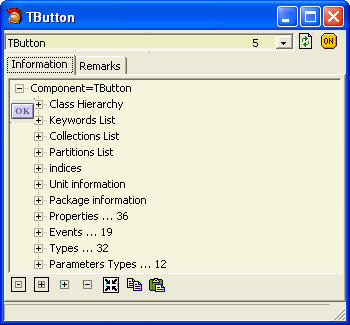 TButton
TButton 5 ON
Information Remarks
Component=TButton
Class Hierarchy
OK
Keywords List
Collections List
Partitions List
indices
Unit information
Package information
Properties ... 36
Events ... 19
Types ... 32
Parameters Types ... 12